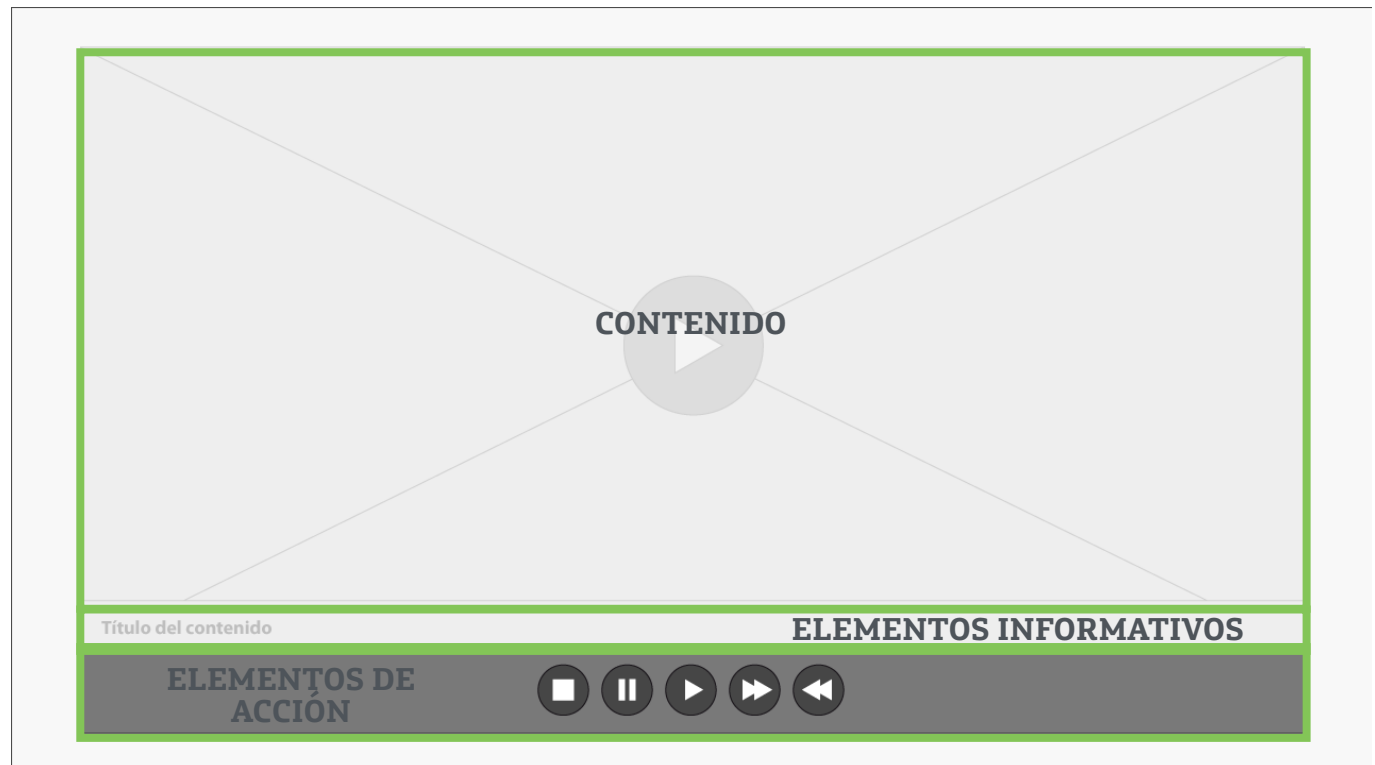 CONTENIDO
Título del contenido
ELEMENTOS INFORMATIVOS
ELEMENTOS DE
ACCIÓN